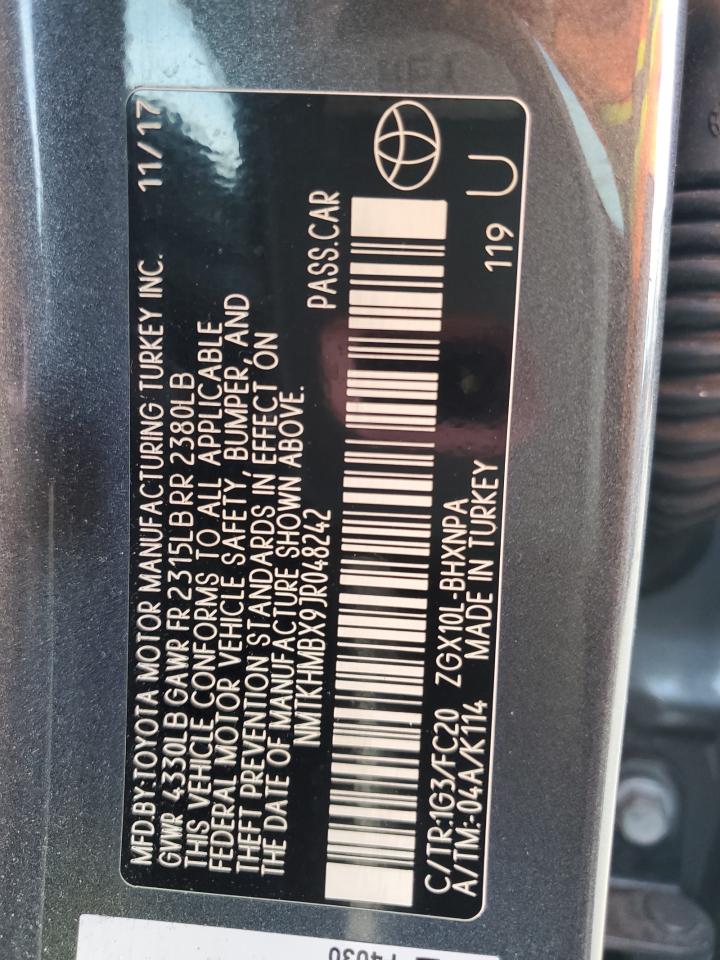 MFD.BY:TOYOTA MOTOR MANUFACTURING TURKEY INC. 11/17
GVWR 4330LB GAWR FR 2315LB RR 2380LB
THIS VEHICLE CONFORMS TO ALL APPLICABLE
FEDERAL MOTOR VEHICLE SAFETY, BUMPER, AND
THEFT PREVENTION STANDARDS IN EFFECT ON
THE DATE OF MANUFACTURE SHOWN ABOVE.
NMTKHMBX9JR048242 PASS.CAR
C/TR:1G3/FC20 ZGX10L-BHXNPA
A/TM:-04A/K114 MADE IN TURKEY 119 U
F4030